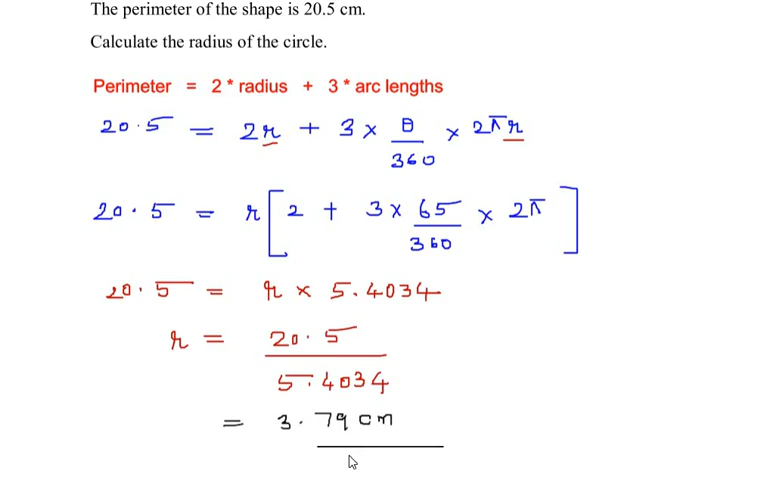 The perimeter of the shape is 20.5 cm.
Calculate the radius of the circle.
Perimeter = 2 * radius + 3 * arc lengths
20.5 = 2r + 3 × θ/360 × 2πr
20.5 = r[2 + 3 × 65/360 × 2π]
20.5 = r × 5.4034
r = 20.5/5.4034
= 3.79 cm